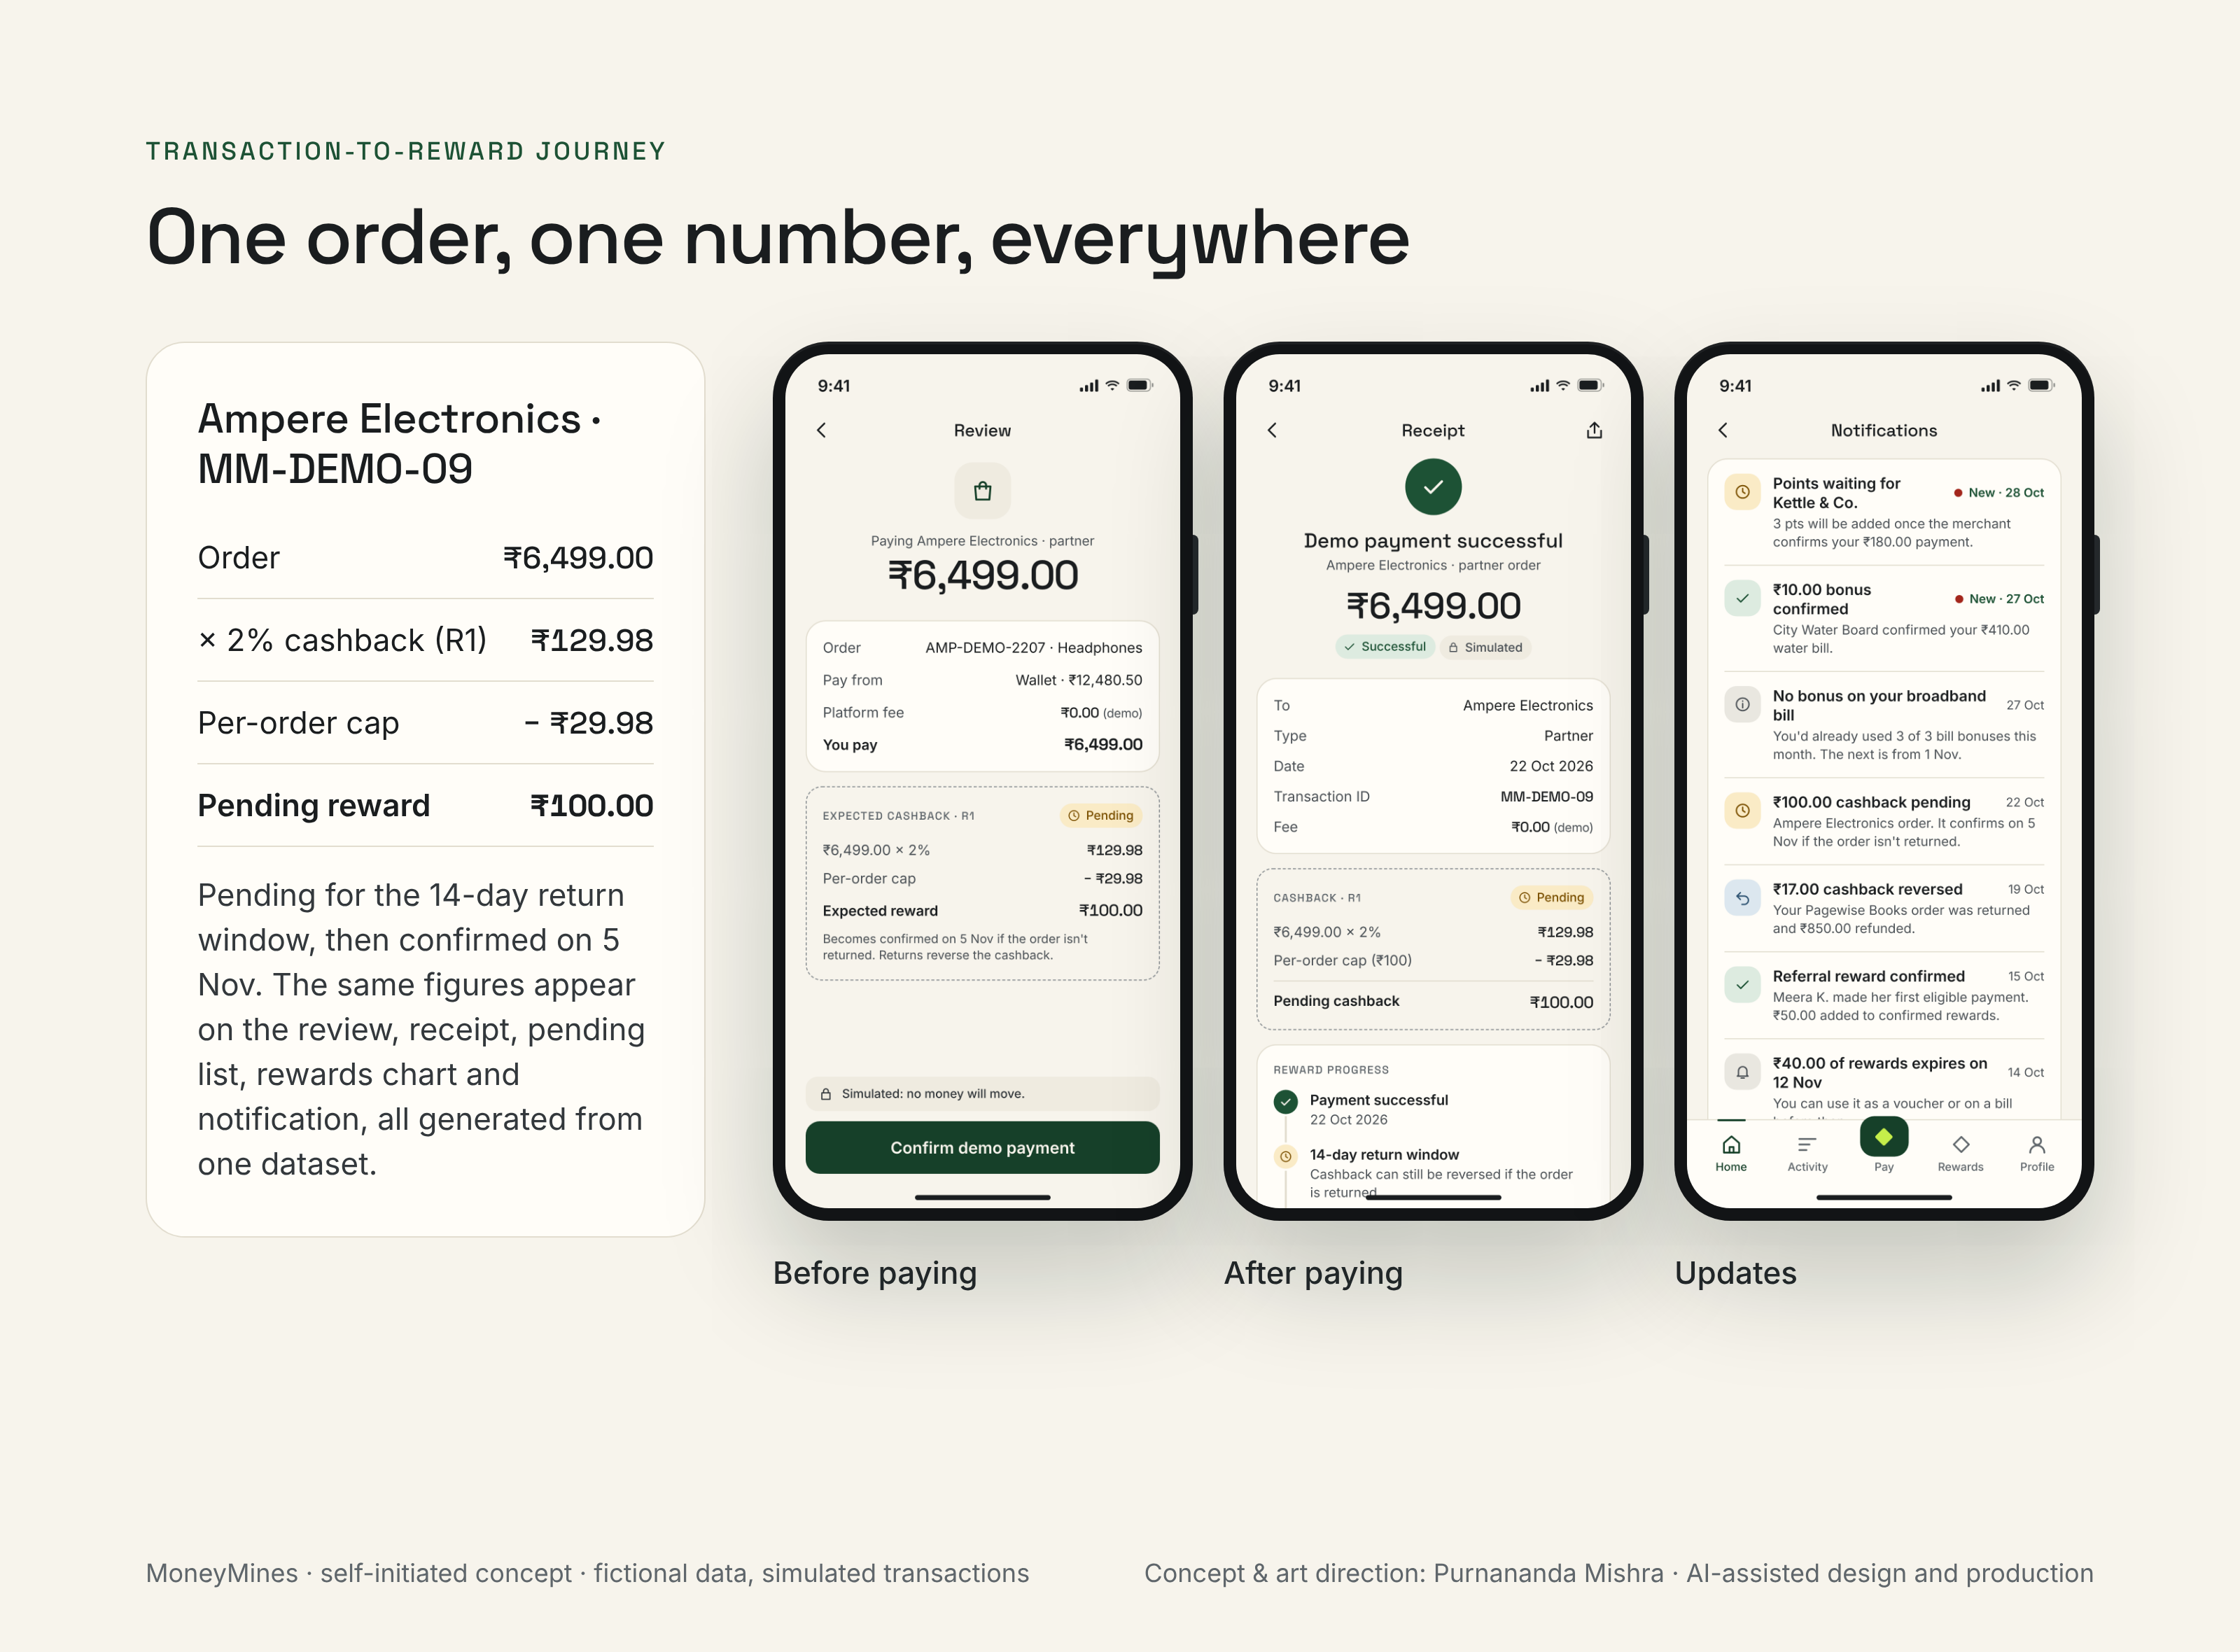 TRANSACTION-TO-REWARD JOURNEY
One order, one number, everywhere
Ampere Electronics ·
MM-DEMO-09
Order ₹6,499.00
× 2% cashback (R1) ₹129.98
Per-order cap − ₹29.98
Pending reward ₹100.00
Pending for the 14-day return
window, then confirmed on 5
Nov. The same figures appear
on the review, receipt, pending
list, rewards chart and
notification, all generated from
one dataset.
9:41
Review
Paying Ampere Electronics · partner
₹6,499.00
Order AMP-DEMO-2207 · Headphones
Pay from Wallet · ₹12,480.50
Platform fee ₹0.00 (demo)
You pay ₹6,499.00
EXPECTED CASHBACK · R1 Pending
₹6,499.00 × 2% ₹129.98
Per-order cap − ₹29.98
Expected reward ₹100.00
Becomes confirmed on 5 Nov if the order isn't
returned. Returns reverse the cashback.
Simulated: no money will move.
Confirm demo payment
Before paying
9:41
Receipt
Demo payment successful
Ampere Electronics · partner order
₹6,499.00
Successful Simulated
To Ampere Electronics
Type Partner
Date 22 Oct 2026
Transaction ID MM-DEMO-09
Fee ₹0.00 (demo)
CASHBACK · R1 Pending
₹6,499.00 × 2% ₹129.98
Per-order cap (₹100) − ₹29.98
Pending cashback ₹100.00
REWARD PROGRESS
Payment successful
22 Oct 2026
14-day return window
Cashback can still be reversed if the order
is returned
After paying
9:41
Notifications
Points waiting for
Kettle & Co. New · 28 Oct
3 pts will be added once the merchant
confirms your ₹180.00 payment.
₹10.00 bonus
confirmed New · 27 Oct
City Water Board confirmed your ₹410.00
water bill.
No bonus on your broadband
bill 27 Oct
You'd already used 3 of 3 bill bonuses this
month. The next is from 1 Nov.
₹100.00 cashback pending 22 Oct
Ampere Electronics order. It confirms on 5
Nov if the order isn't returned.
₹17.00 cashback reversed 19 Oct
Your Pagewise Books order was returned
and ₹850.00 refunded.
Referral reward confirmed 15 Oct
Meera K. made her first eligible payment.
₹50.00 added to confirmed rewards.
₹40.00 of rewards expires on
12 Nov 14 Oct
You can use it as a voucher or on a bill
Home Activity Pay Rewards Profile
Updates
MoneyMines · self-initiated concept · fictional data, simulated transactions
Concept & art direction: Purnananda Mishra · AI-assisted design and production